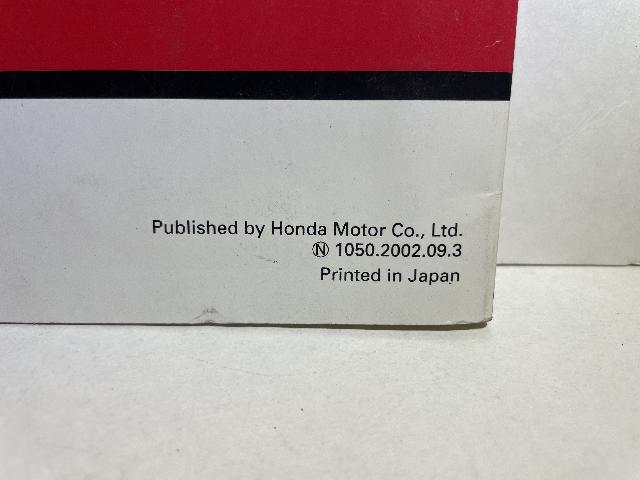 Published by Honda Motor Co., Ltd.
Ⓝ 1050.2002.09.3
Printed in Japan